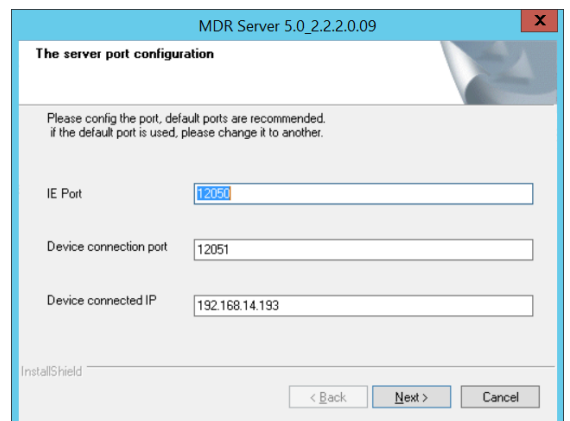 MDR Server 5.0_2.2.2.0.09
X
The server port configuration
Please config the port, default ports are recommended.
if the default port is used, please change it to another.
IE Port
12050
Device connection port
12051
Device connected IP
192.168.14.193
InstallShield
< Back
Next >
Cancel